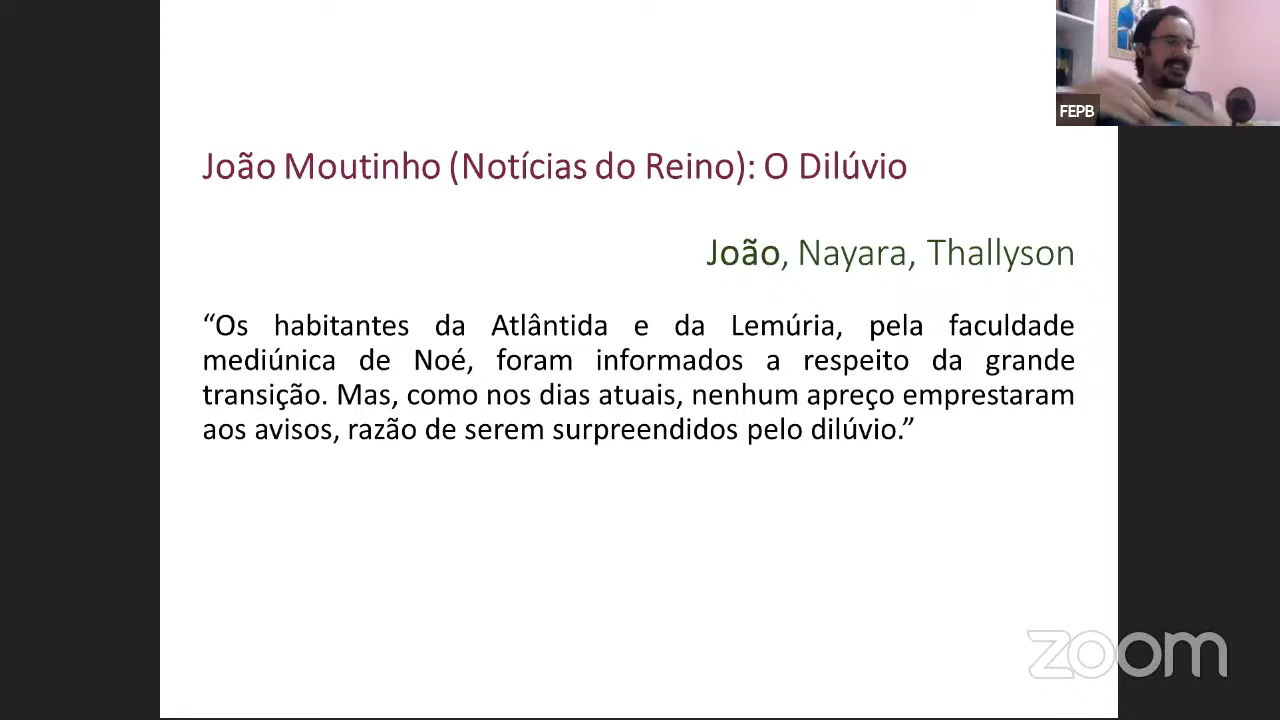 FEPB
João Moutinho (Notícias do Reino): O Dilúvio
João, Nayara, Thallyson
“Os habitantes da Atlântida e da Lemúria, pela faculdade
mediúnica de Noé, foram informados a respeito da grande
transição. Mas, como nos dias atuais, nenhum apreço emprestaram
aos avisos, razão de serem surpreendidos pelo dilúvio.”
zoom